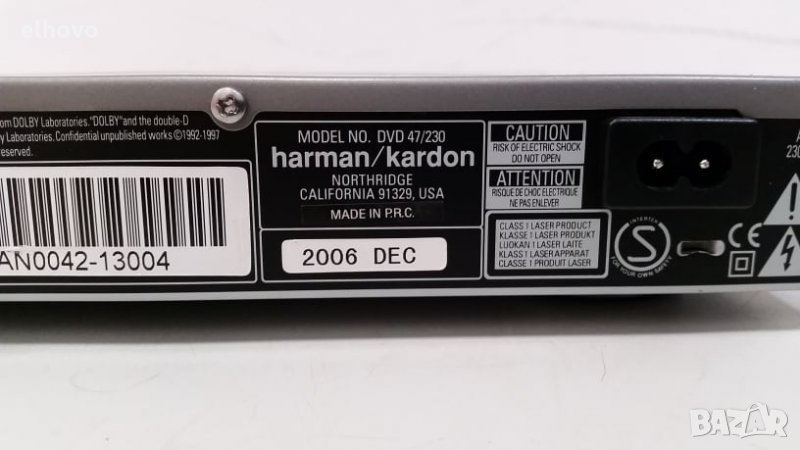 elhovo
om DOLBY Laboratories. "DOLBY" and the double-D
y Laboratories. Confidential unpublished works ©1992-1997
reserved.
AN0042-13004
MODEL NO. DVD 47/230
harman/kardon
NORTHRIDGE
CALIFORNIA 91329, USA
MADE IN P.R.C.
2006 DEC
CAUTION
RISK OF ELECTRIC SHOCK
DO NOT OPEN
ATTENTION
RISQUE DE CHOC ELECTRIQUE
NE PAS ENLEVER
CLASS 1 LASER PRODUCT
KLASSE 1 LASER PRODUKT
LUOKAN 1 LASER LAITE
KLASS 1 LASER APPARAT
CLASSE 1 PRODUIT LASER
INTERTEK
S
FOR YOUR OWN SAFETY
CE
230
BAZAR